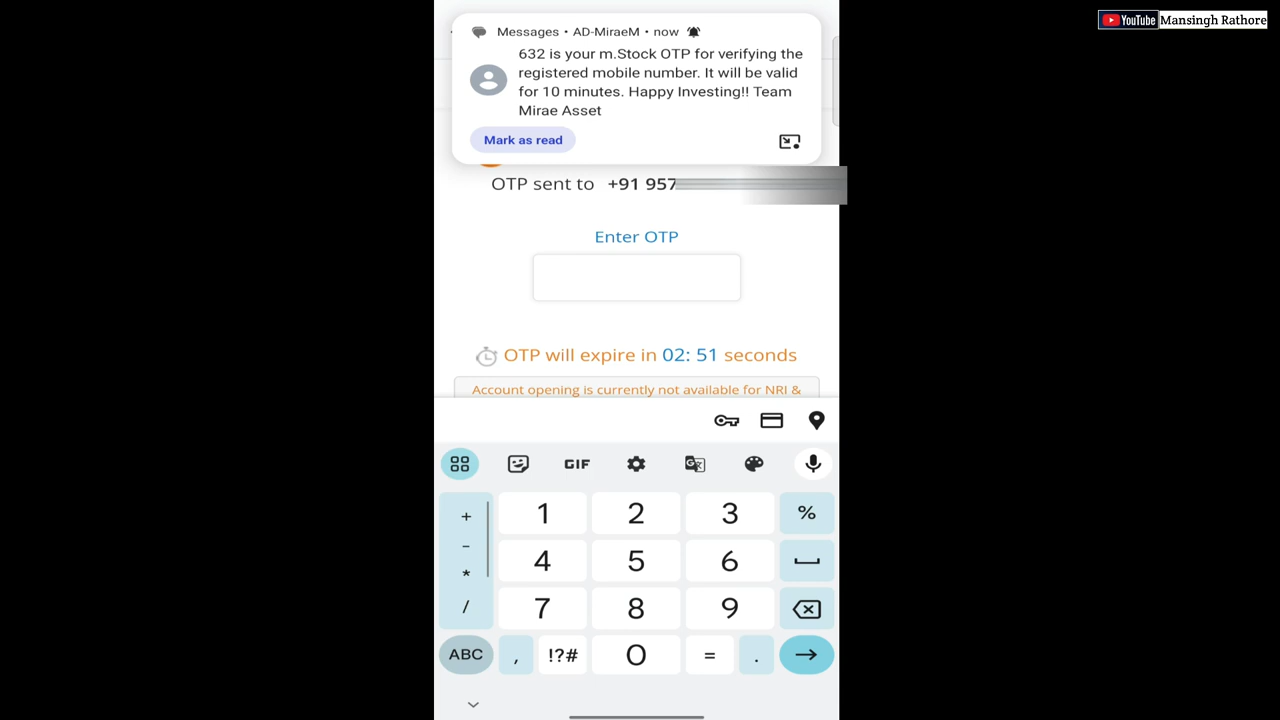 YouTube Mansingh Rathore
Messages • AD-MiraeM • now
632 is your m.Stock OTP for verifying the
registered mobile number. It will be valid
for 10 minutes. Happy Investing!! Team
Mirae Asset
Mark as read
OTP sent to +91 957
Enter OTP
OTP will expire in 02: 51 seconds
Account opening is currently not available for NRI &
GIF
+ 1 2 3 %
-
4 5 6
*
/ 7 8 9
ABC , !?# 0 = . →